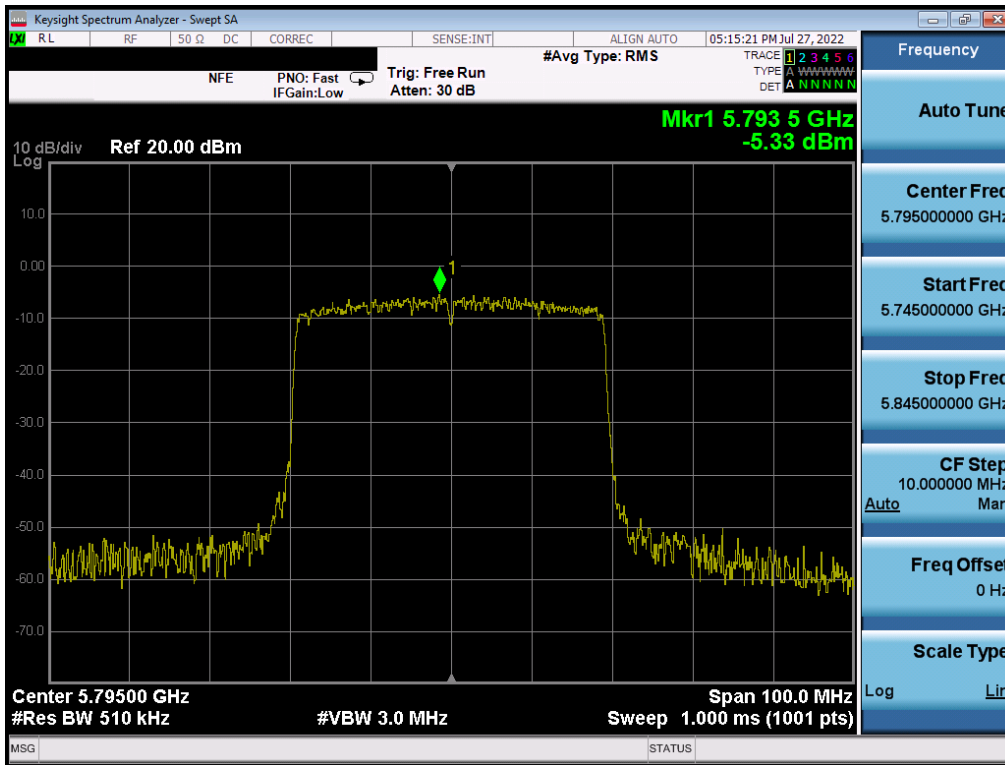 Keysight Spectrum Analyzer - Swept SA
LXI RL RF 50 Ω DC CORREC SENSE:INT ALIGN AUTO 05:15:21 PM Jul 27, 2022
NFE PNO: Fast IFGain:Low Trig: Free Run Atten: 30 dB #Avg Type: RMS
TRACE 1 2 3 4 5 6
TYPE A WWWWW
DET A N N N N N
Mkr1 5.793 5 GHz
-5.33 dBm
10 dB/div Ref 20.00 dBm
Log
10.0
0.00
-10.0
-20.0
-30.0
-40.0
-50.0
-60.0
-70.0
1
Center 5.79500 GHz Span 100.0 MHz
#Res BW 510 kHz #VBW 3.0 MHz Sweep 1.000 ms (1001 pts)
MSG STATUS
Frequency
Auto Tune
Center Freq
5.795000000 GHz
Start Freq
5.745000000 GHz
Stop Freq
5.845000000 GHz
CF Step
10.000000 MHz
Auto Man
Freq Offset
0 Hz
Scale Type
Log Lin